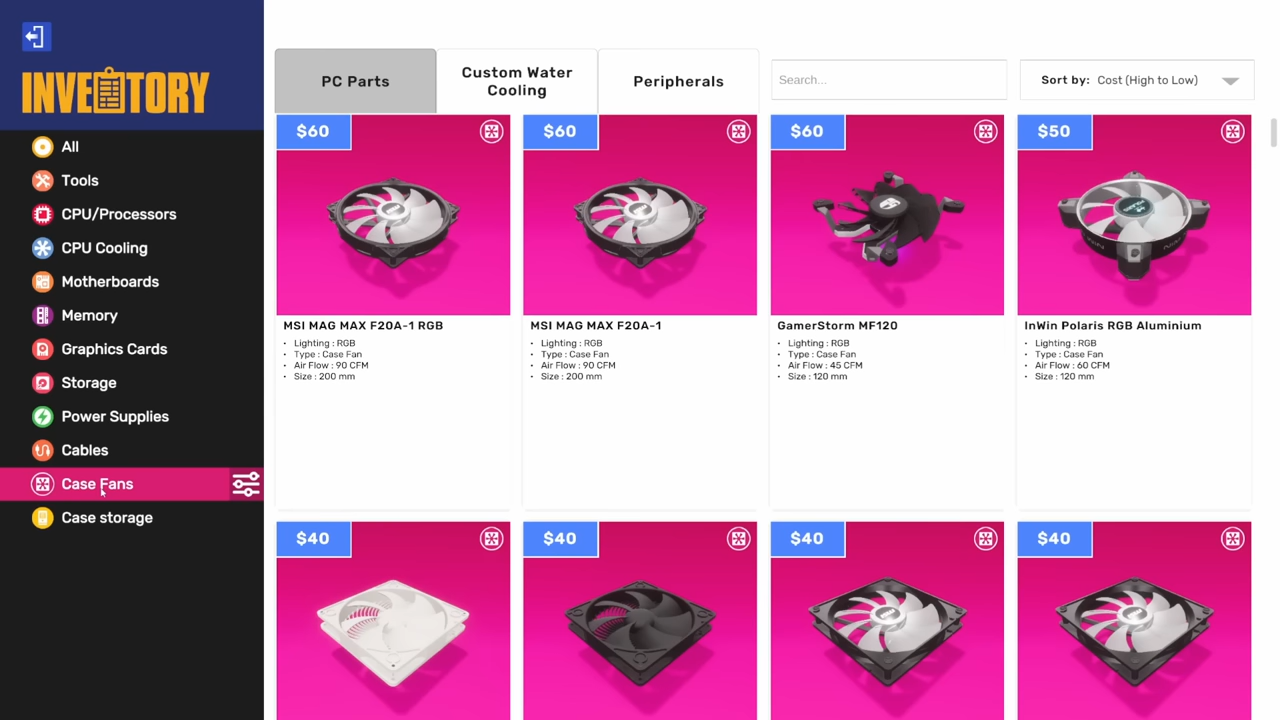 INVENTORY
All
Tools
CPU/Processors
CPU Cooling
Motherboards
Memory
Graphics Cards
Storage
Power Supplies
Cables
Case Fans
Case storage
PC Parts
Custom Water
Cooling
Peripherals
Search...
Sort by: Cost (High to Low)
$60
MSI MAG MAX F20A-1 RGB
• Lighting : RGB
• Type : Case Fan
• Air Flow : 90 CFM
• Size : 200 mm
$60
MSI MAG MAX F20A-1
• Lighting : RGB
• Type : Case Fan
• Air Flow : 90 CFM
• Size : 200 mm
$60
GamerStorm MF120
• Lighting : RGB
• Type : Case Fan
• Air Flow : 45 CFM
• Size : 120 mm
$50
InWin Polaris RGB Aluminium
• Lighting : RGB
• Type : Case Fan
• Air Flow : 60 CFM
• Size : 120 mm
$40
$40
$40
$40